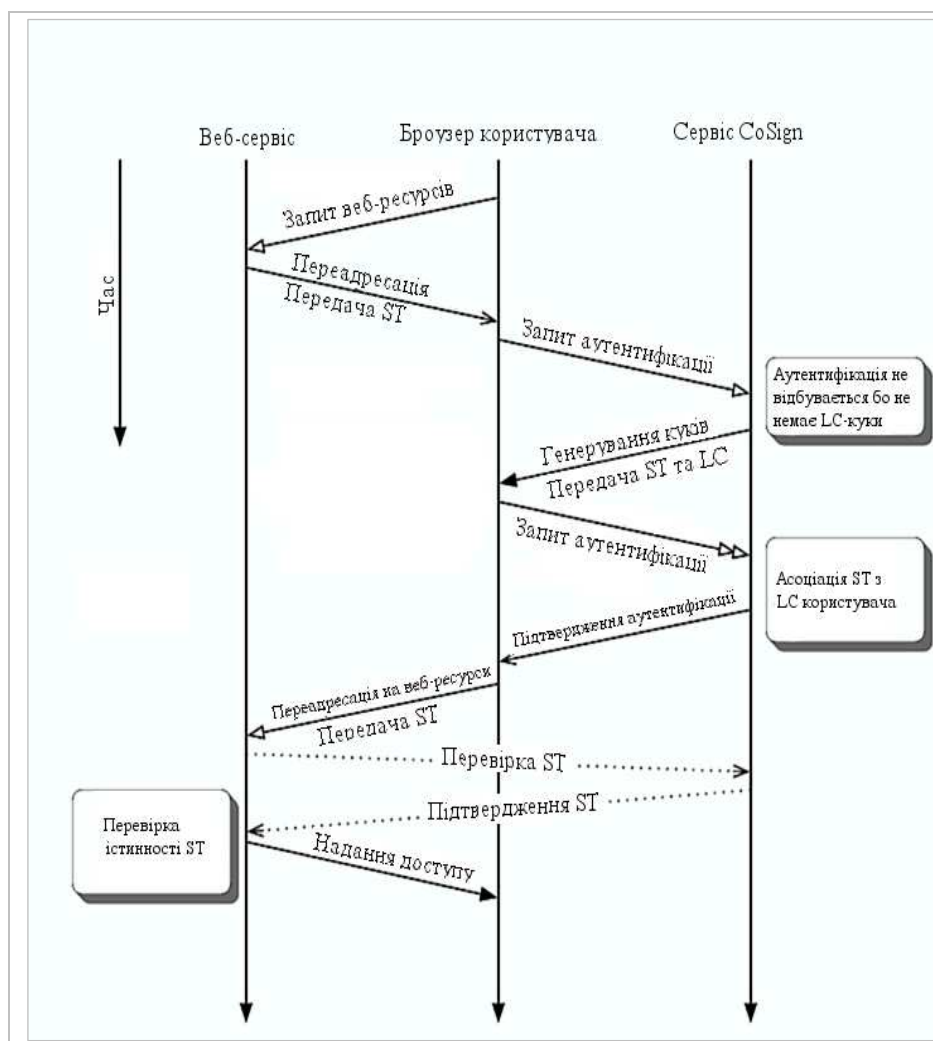 Веб-сервіс
Броузер користувача
Сервіс CoSign
Час
Запит веб-ресурсів
Переадресація
Передача ST
Запит аутентифікації
Аутентифікація не
відбувається бо не
немає LC-куки
Генерування куків
Передача ST та LC
Запит аутентифікації
Асоціація ST з
LC користувача
Підтвердження аутентифікації
Переадресація на веб-ресурси
Передача ST
Перевірка ST
Підтвердження ST
Перевірка
істинності ST
Надання доступу